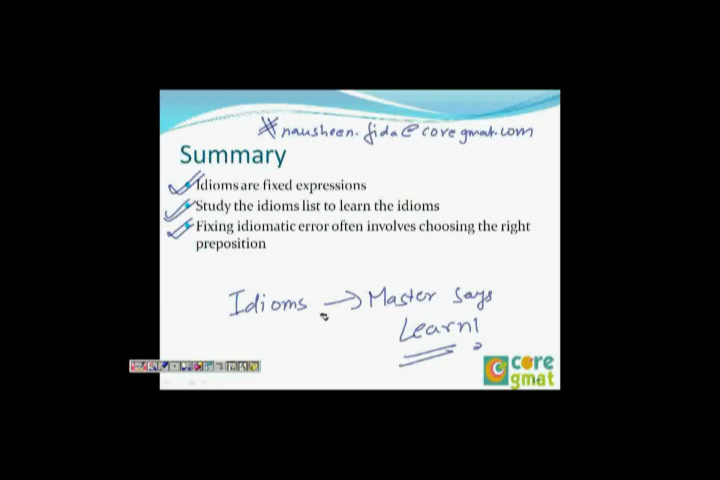 *nausheen.fida@coregmat.com
Summary
Idioms are fixed expressions
Study the idioms list to learn the idioms
Fixing idiomatic error often involves choosing the right
preposition
Idioms → Master says
Learn!
core
gmat